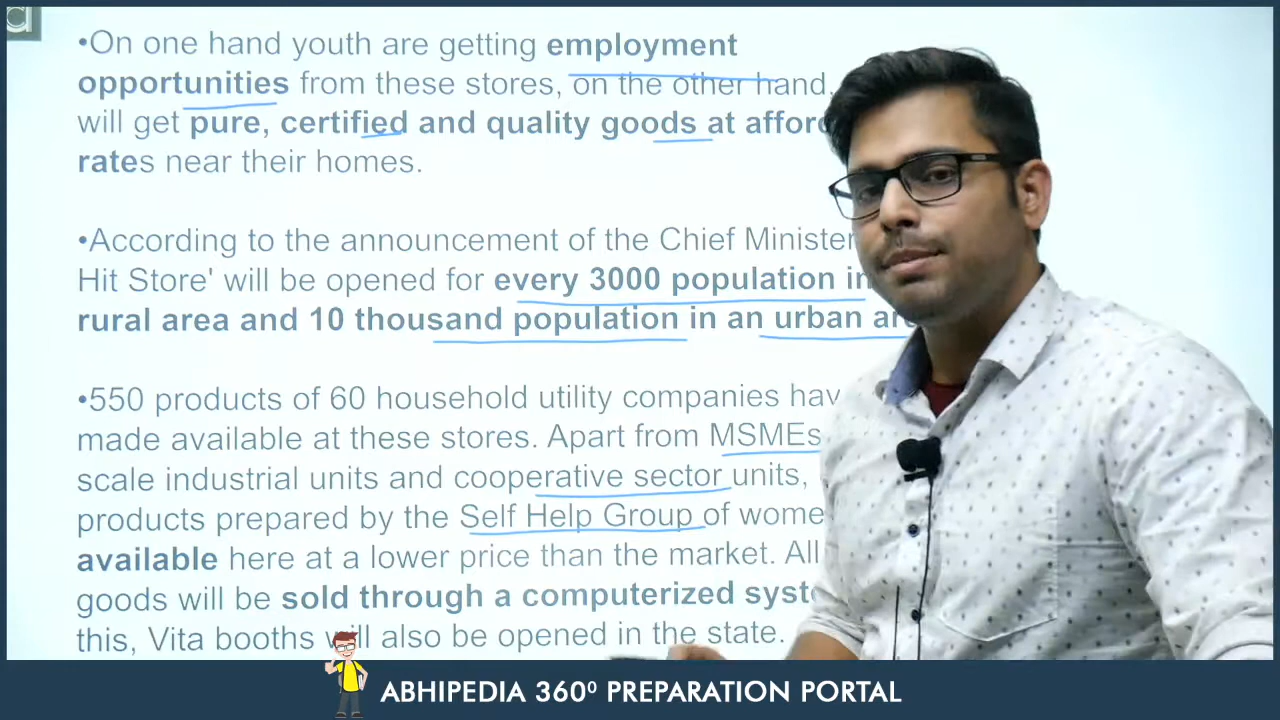 •On one hand youth are getting employment
opportunities from these stores, on the other hand,
will get pure, certified and quality goods at
rates near their homes.
•According to the announcement of the Chief Minister
Hit Store' will be opened for every 3000 population in
rural area and 10 thousand population in an urban
550 products of 60 household utility companies
made available at these stores. Apart from MSMEs
scale industrial units and cooperative sector units,
products prepared by the Self Help Group of
available here at a lower price than the market. All
goods will be sold through a computerized
this, Vita booths will also be opened in the state.
ABHIPEDIA 360⁰ PREPARATION PORTAL